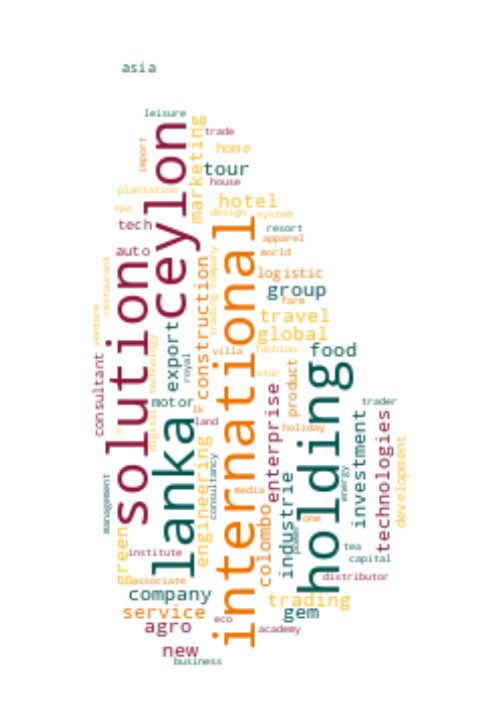 asia
leisure
ceylon
marketing
trade
import
home
tour
house
plantation
hotel
spa
design
system
tech
resort
apparel
international
auto
world
trading company
construction
logistic
solution
restaurant
group
farm
venture
travel
global
export
technology
royal
villa
fashion
food
consultant
star
product
motor
lk
land
enterprise
holding
trader
lanka
digital
holiday
investment
technologies
development
engineering
consultancy
management
media
colombo
industrie
energy
one
power
green
institute
tea
capital
associate
distributor
company
trading
service
gem
agro
eco
academy
new
business